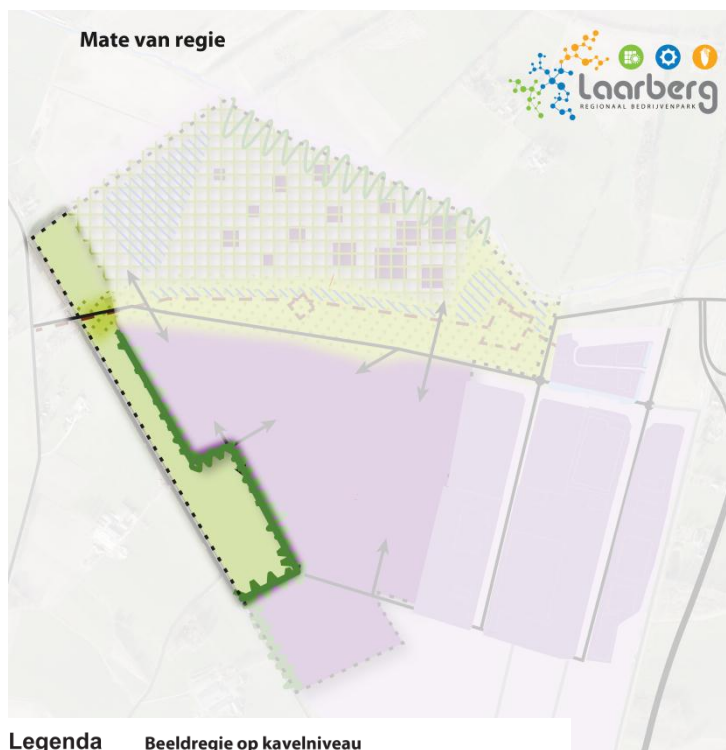 Mate van regie
Laarberg
REGIONAAL BEDRIJVENPARK
Legenda Beeldregie op kavelniveau